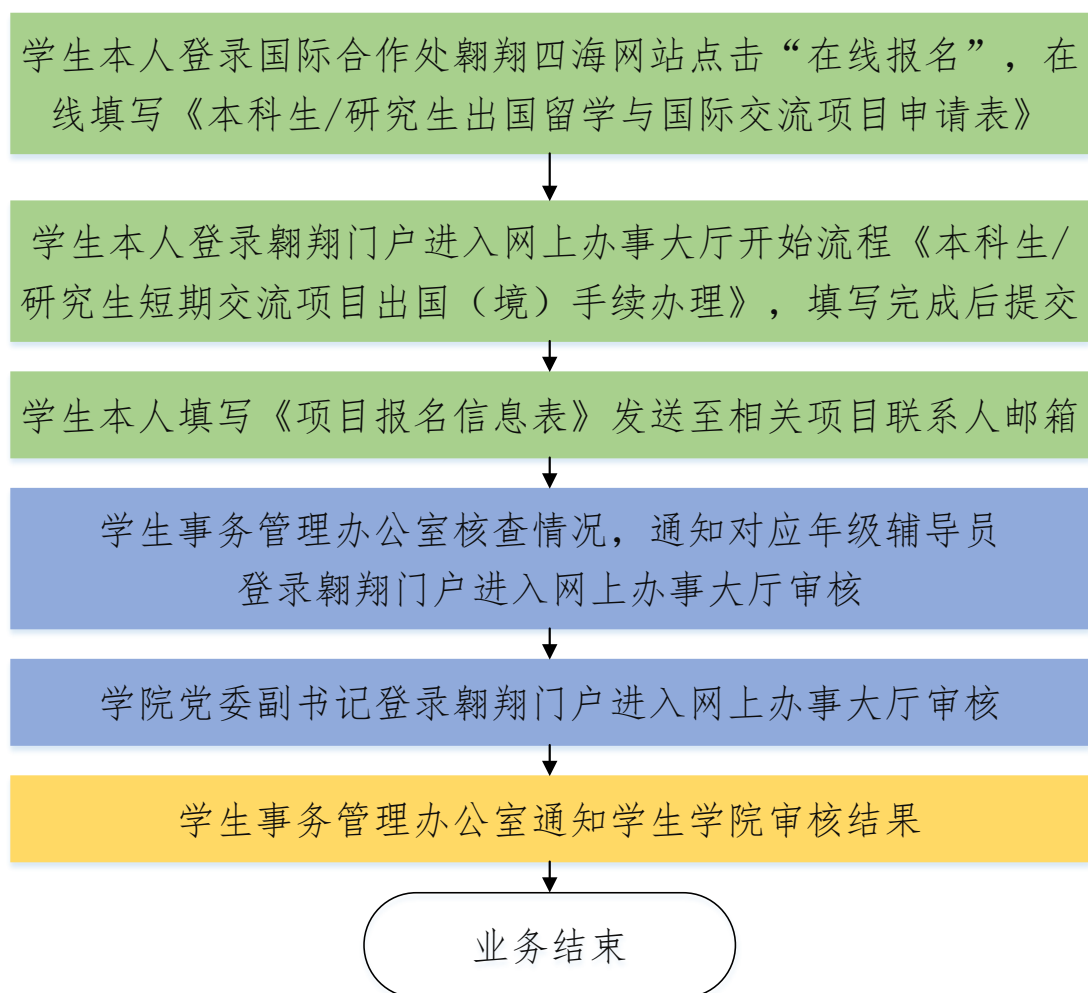 学生本人登录国际合作处翱翔四海网站点击“在线报名”，在
线填写《本科生/研究生出国留学与国际交流项目申请表》
学生本人登录翱翔门户进入网上办事大厅开始流程《本科生/
研究生短期交流项目出国（境）手续办理》，填写完成后提交
学生本人填写《项目报名信息表》发送至相关项目联系人邮箱
学生事务管理办公室核查情况，通知对应年级辅导员
登录翱翔门户进入网上办事大厅审核
学院党委副书记登录翱翔门户进入网上办事大厅审核
学生事务管理办公室通知学生学院审核结果
业务结束